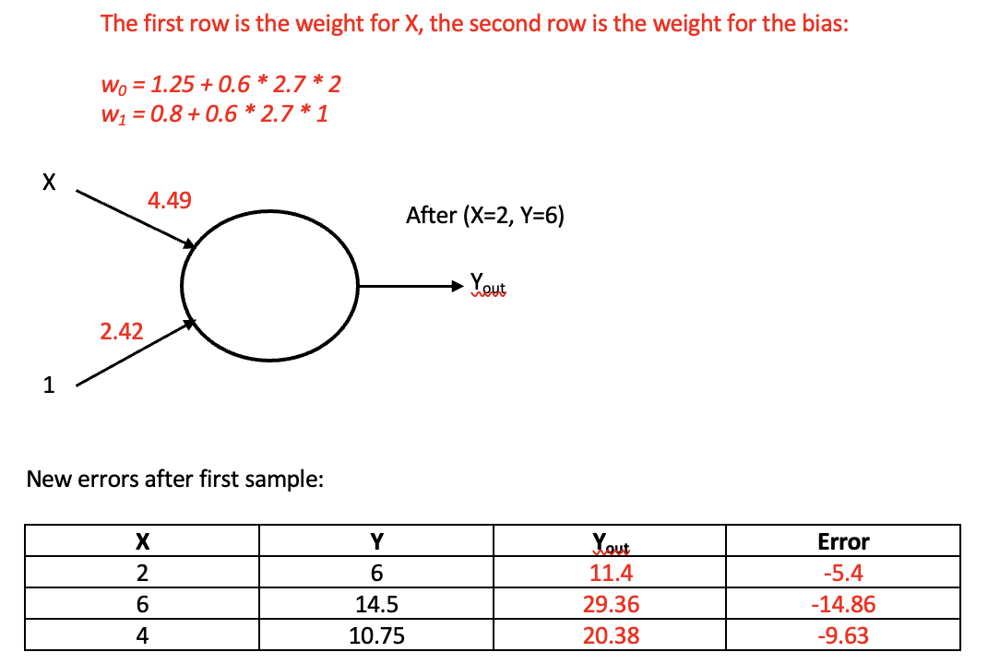 The first row is the weight for X, the second row is the weight for the bias:
w₀ = 1.25 + 0.6 * 2.7 * 2
w₁ = 0.8 + 0.6 * 2.7 * 1
X
4.49
After (X=2, Y=6)
Yout
2.42
1
New errors after first sample:
X Y Yout Error
2 6 11.4 -5.4
6 14.5 29.36 -14.86
4 10.75 20.38 -9.63